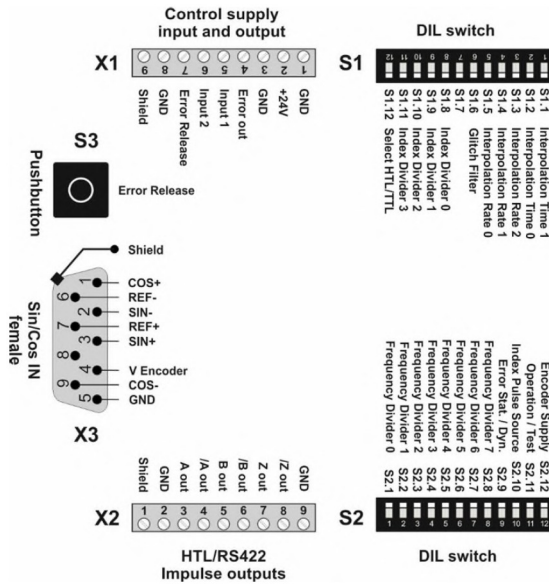 Control supply
input and output
X1
9 8 7 6 5 4 3 2 1
Shield
GND
Error Release
Input 2
Input 1
Error out
GND
+24V
GND
DIL switch
S1
12 11 10 9 8 7 6 5 4 3 2 1
S1.12 Select HTL/TTL
S1.11 Index Divider 3
S1.10 Index Divider 2
S1.9 Index Divider 1
S1.8 Index Divider 0
S1.7
S1.6 Glitch Filter
S1.5 Interpolation Rate 0
S1.4 Interpolation Rate 1
S1.3 Interpolation Rate 2
S1.2 Interpolation Time 0
S1.1 Interpolation Time 1
S3
Pushbutton
Error Release
Shield
Sin/Cos IN
female
1 COS+
6 REF-
2 SIN-
7 REF+
3 SIN+
8
4 V Encoder
9 COS-
5 GND
X3
Shield
GND
A out
/A out
B out
/B out
Z out
/Z out
GND
X2
1 2 3 4 5 6 7 8 9
HTL/RS422
Impulse outputs
Frequency Divider 0 S2.1
Frequency Divider 1 S2.2
Frequency Divider 2 S2.3
Frequency Divider 3 S2.4
Frequency Divider 4 S2.5
Frequency Divider 5 S2.6
Frequency Divider 6 S2.7
Frequency Divider 7 S2.8
Error Stat. / Dyn. S2.9
Index Pulse Source S2.10
Operation / Test S2.11
Encoder Supply S2.12
S2
1 2 3 4 5 6 7 8 9 10 11 12
DIL switch